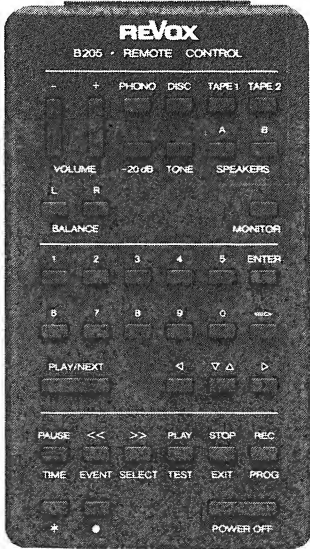 REVOX
B205 · REMOTE CONTROL
- + PHONO DISC TAPE 1 TAPE 2
A B
VOLUME -20 dB TONE SPEAKERS
L R
BALANCE MONITOR
1 2 3 4 5 ENTER
6 7 8 9 0
PLAY/NEXT ◁ ▽ △ ▷
PAUSE << >> PLAY STOP REC
TIME EVENT SELECT TEST EXIT PROG
* ● POWER OFF